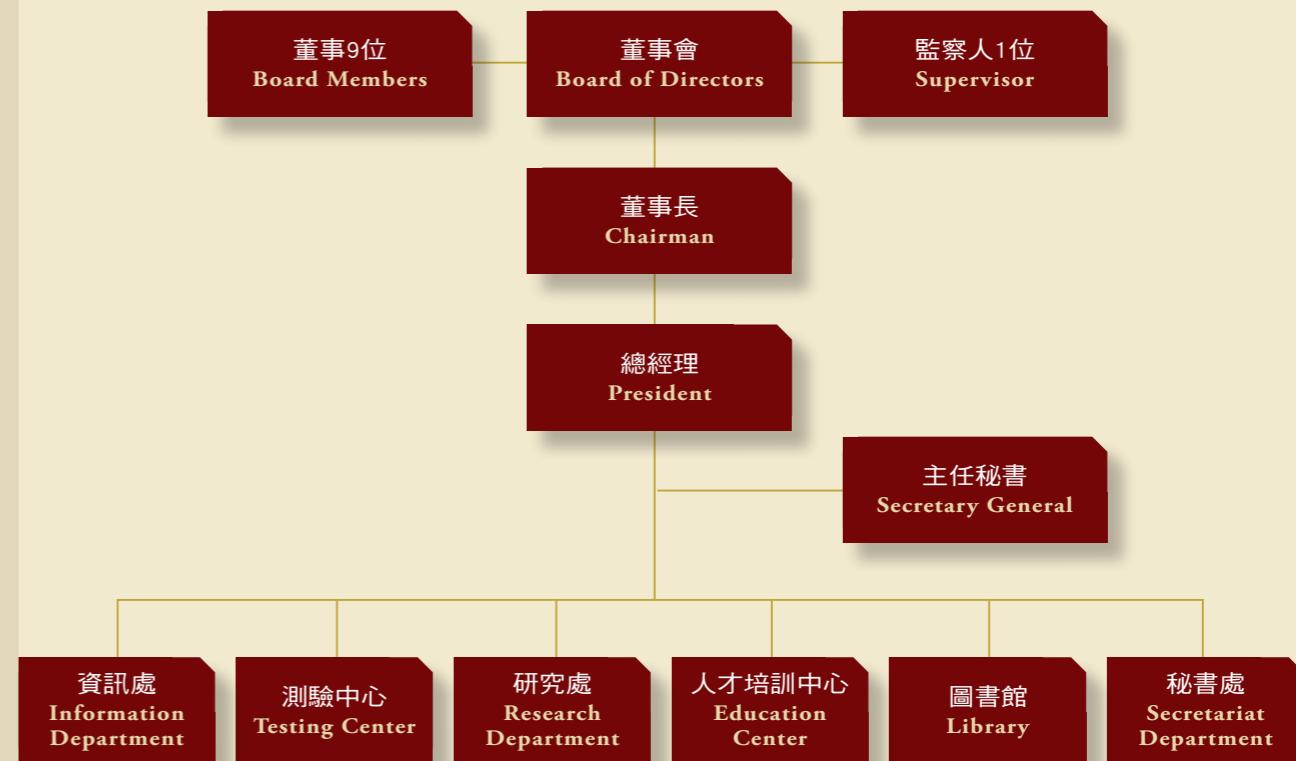 董事9位
Board Members
董事會
Board of Directors
監察人1位
Supervisor
董事長
Chairman
總經理
President
主任秘書
Secretary General
資訊處
Information
Department
測驗中心
Testing Center
研究處
Research
Department
人才培訓中心
Education
Center
圖書館
Library
秘書處
Secretariat
Department